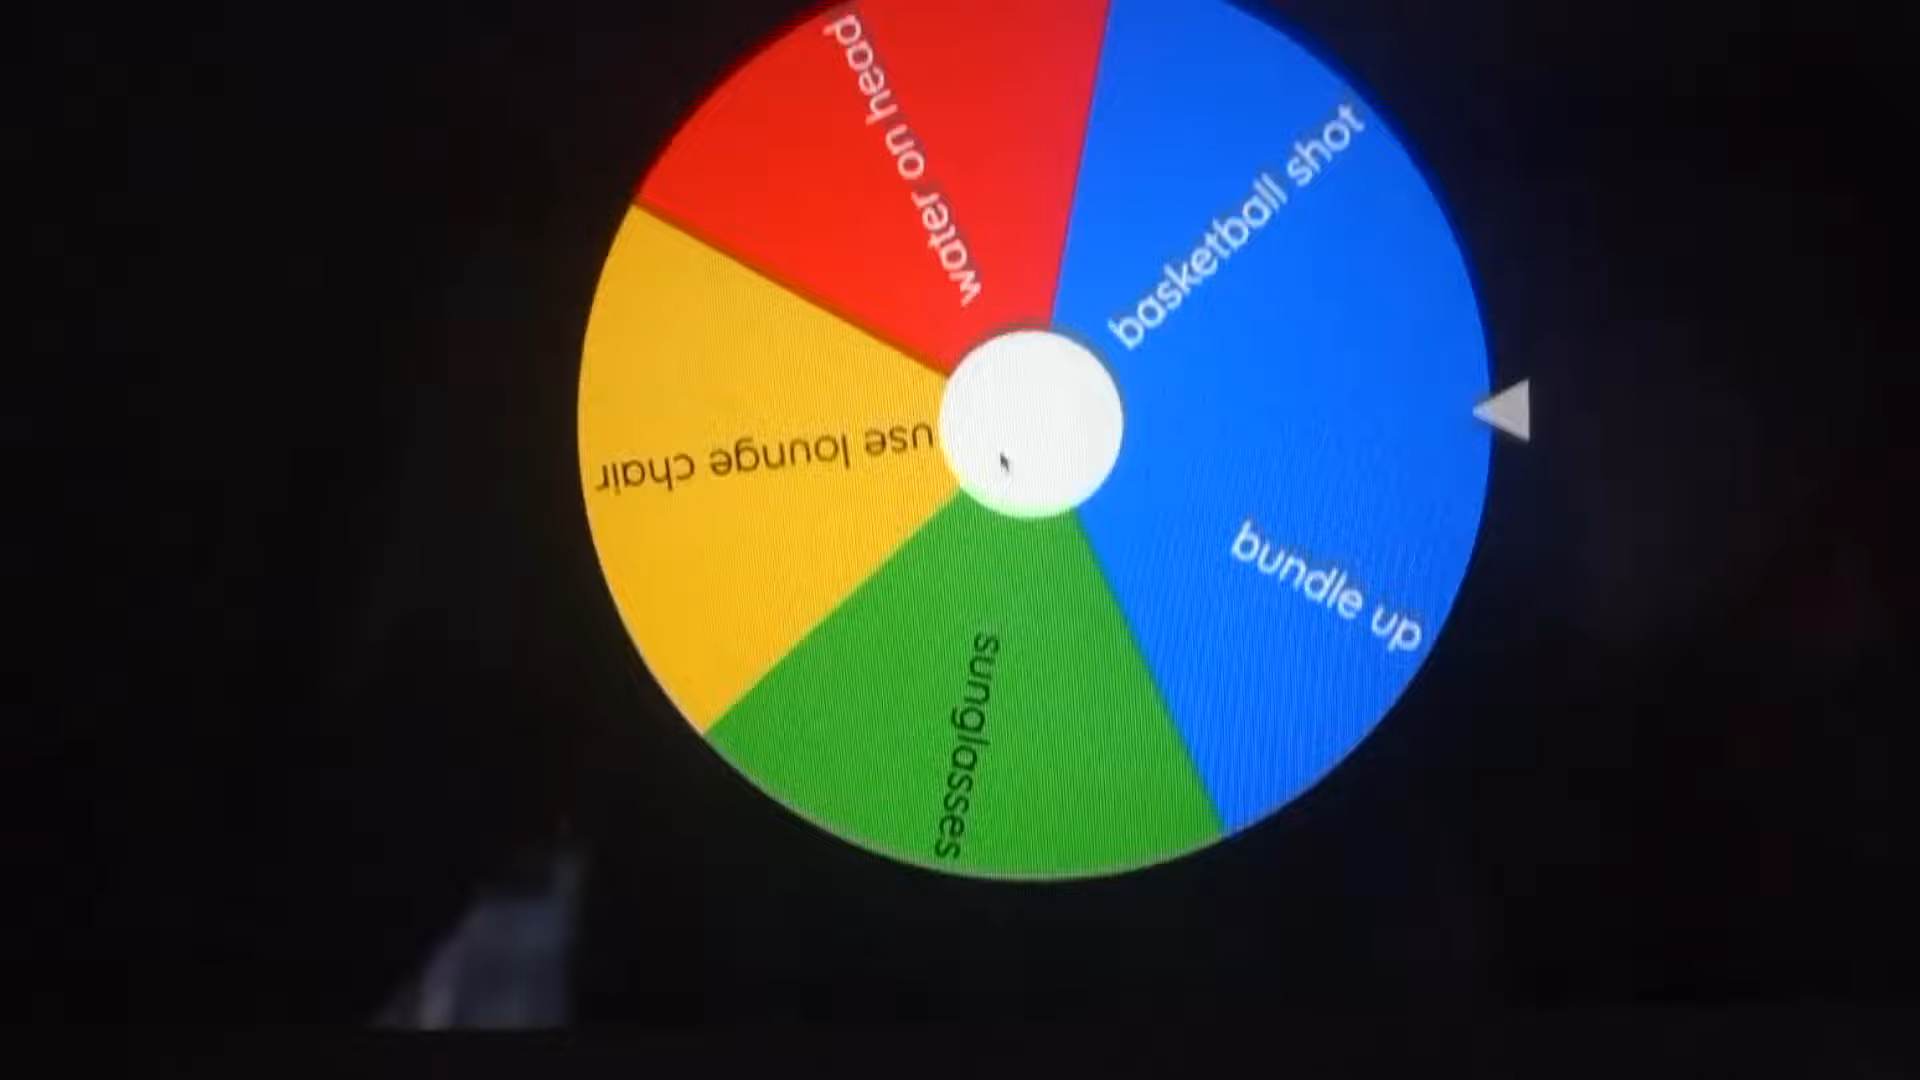 water on head
basketball shot
use lounge chair
bundle up
sunglasses